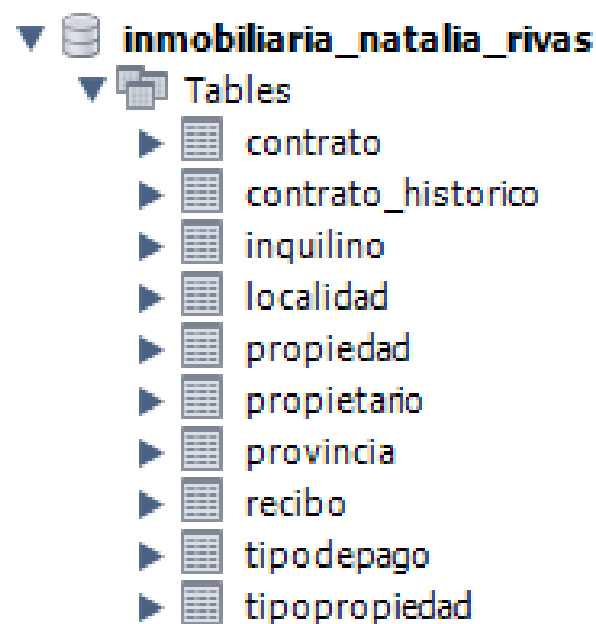 inmobiliaria_natalia_rivas
Tables
contrato
contrato_historico
inquilino
localidad
propiedad
propietario
provincia
recibo
tipodepago
tipopropiedad